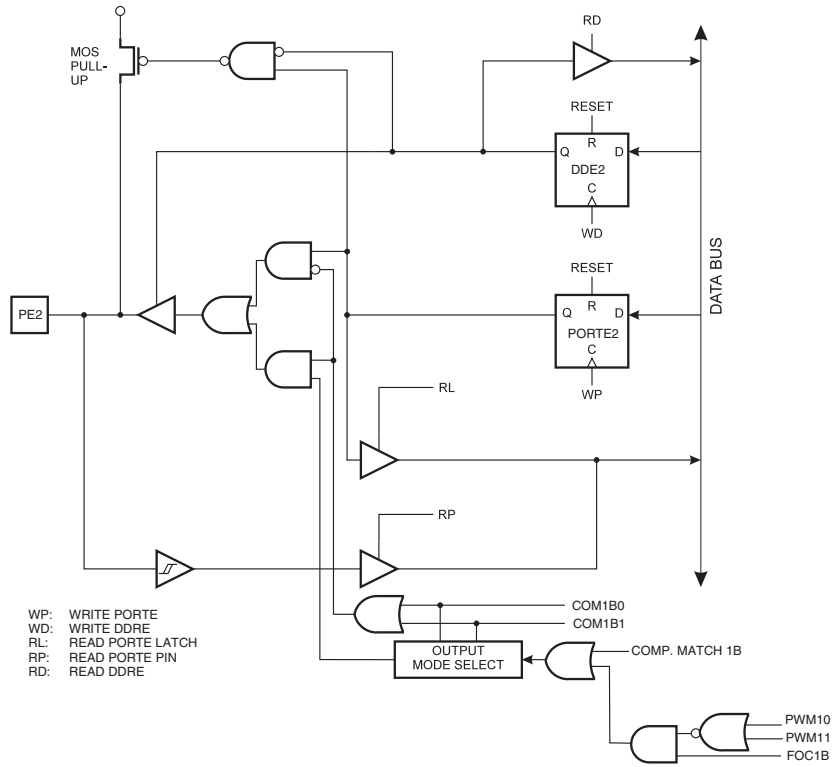 RD
MOS
PULL-
UP
RESET
R
Q
D
DDE2
C
WD
DATA BUS
RESET
R
Q
D
PORTE2
C
WP
PE2
RL
RP
COM1B0
COM1B1
WP: WRITE PORTE
WD: WRITE DDRE
RL: READ PORTE LATCH
RP: READ PORTE PIN
RD: READ DDRE
OUTPUT
MODE SELECT
COMP. MATCH 1B
PWM10
PWM11
FOC1B